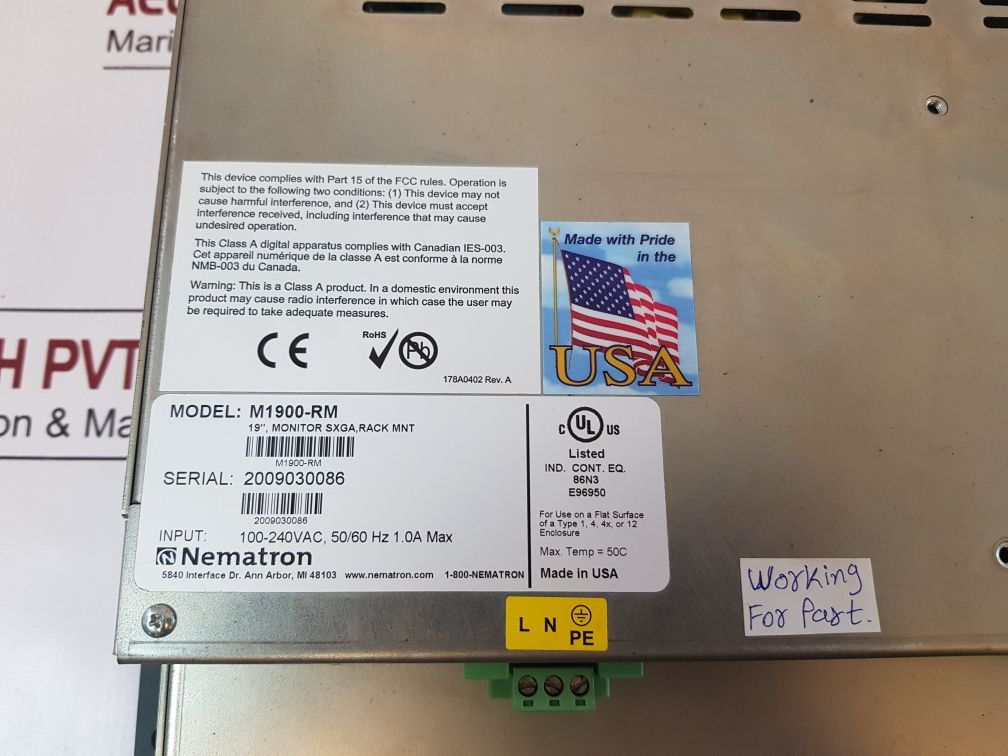 Mari
H PVT
on & Ma
This device complies with Part 15 of the FCC rules. Operation is
subject to the following two conditions: (1) This device may not
cause harmful interference, and (2) This device must accept
interference received, including interference that may cause
undesired operation.
This Class A digital apparatus complies with Canadian IES-003.
Cet appareil numérique de la classe A est conforme à la norme
NMB-003 du Canada.
Warning: This is a Class A product. In a domestic environment this
product may cause radio interference in which case the user may
be required to take adequate measures.
CE
RoHS
Pb
178A0402 Rev. A
Made with Pride
in the
USA
MODEL: M1900-RM
19", MONITOR SXGA,RACK MNT
M1900-RM
SERIAL: 2009030086
2009030086
INPUT: 100-240VAC, 50/60 Hz 1.0A Max
Nematron
5840 Interface Dr. Ann Arbor, MI 48103 www.nematron.com 1-800-NEMATRON
C UL US
Listed
IND. CONT. EQ.
86N3
E96950
For Use on a Flat Surface
of a Type 1, 4, 4x, or 12
Enclosure
Max. Temp = 50C
Made in USA
L N PE
Working
For Part.